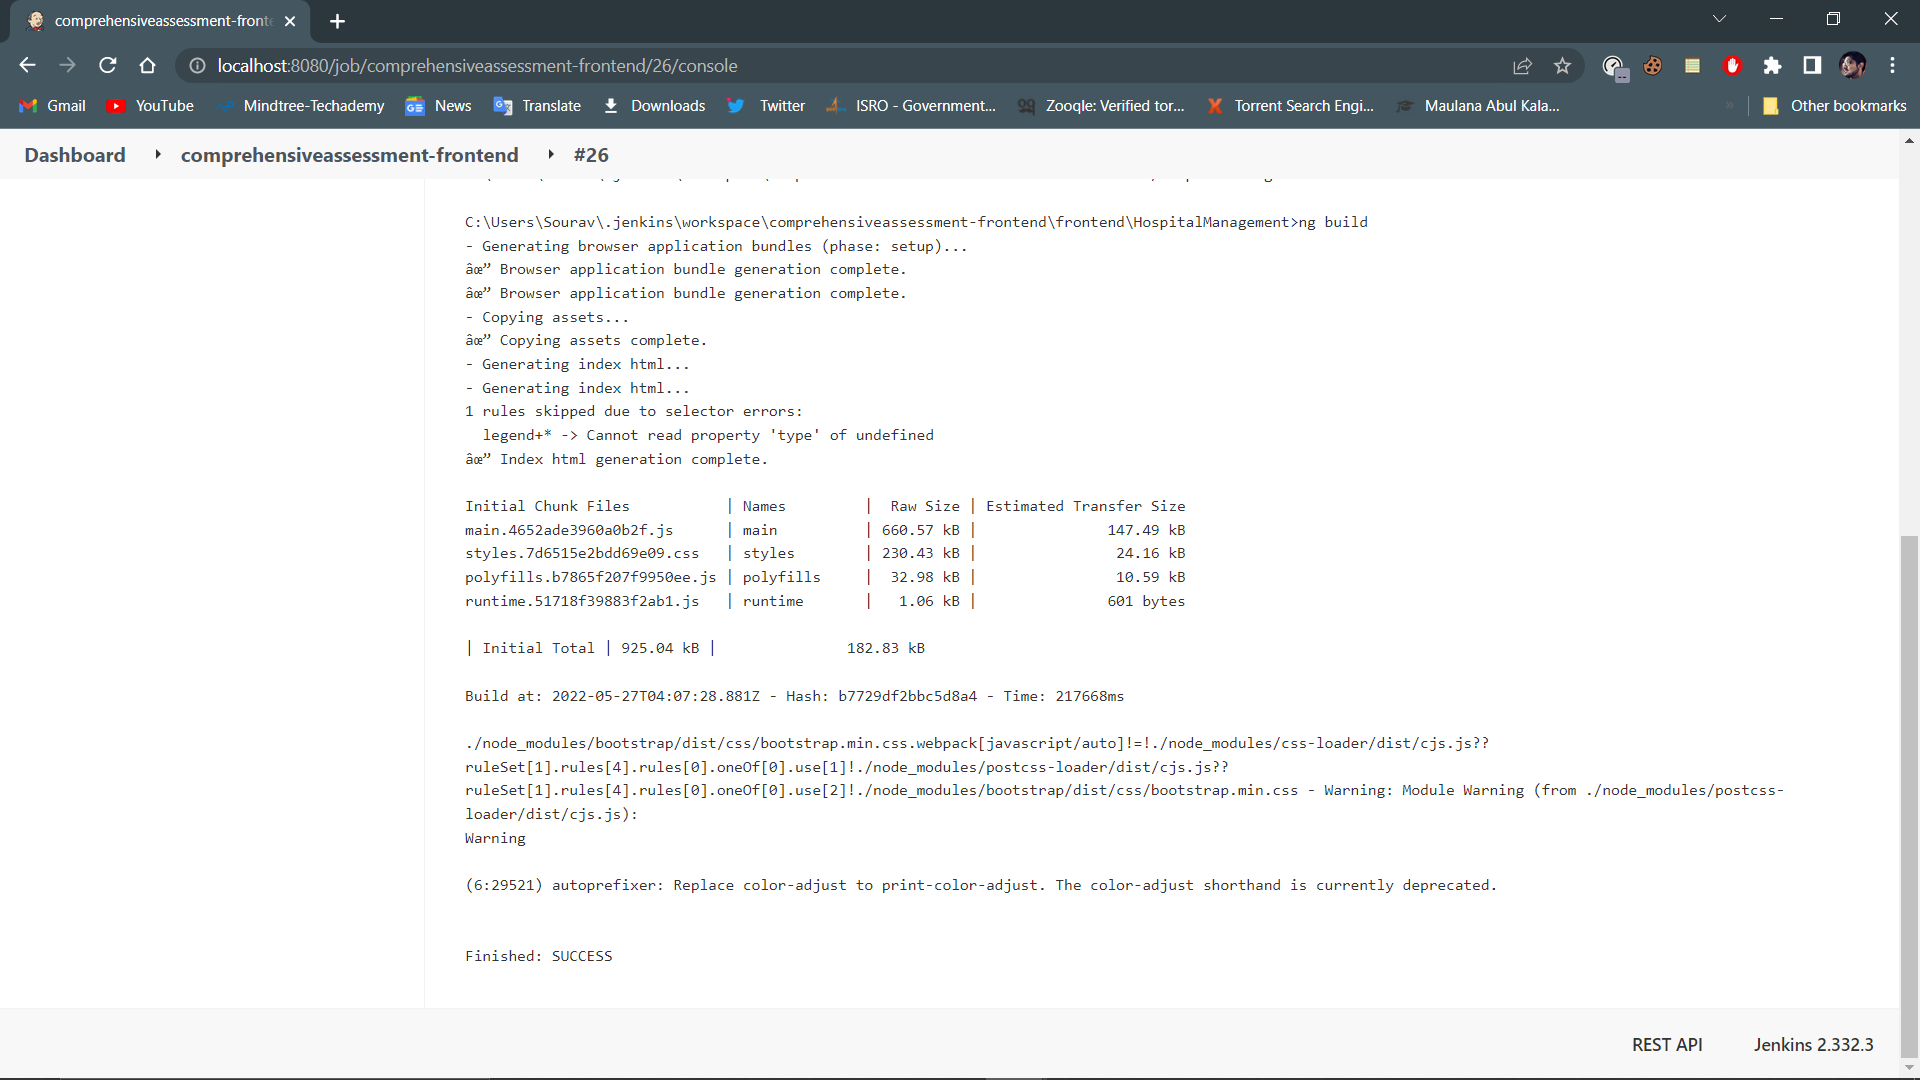 comprehensiveassessment-fronte
localhost:8080/job/comprehensiveassessment-frontend/26/console
Gmail YouTube Mindtree-Techademy News Translate Downloads Twitter ISRO - Government... Zooqle: Verified tor... Torrent Search Engi... Maulana Abul Kala... » Other bookmarks
Dashboard comprehensiveassessment-frontend #26
C:\Users\Sourav\.jenkins\workspace\comprehensiveassessment-frontend\frontend\HospitalManagement>ng build
- Generating browser application bundles (phase: setup)...
âœ” Browser application bundle generation complete.
âœ” Browser application bundle generation complete.
- Copying assets...
âœ” Copying assets complete.
- Generating index html...
- Generating index html...
1 rules skipped due to selector errors:
legend+* -> Cannot read property 'type' of undefined
âœ” Index html generation complete.
Initial Chunk Files | Names | Raw Size | Estimated Transfer Size
main.4652ade3960a0b2f.js | main | 660.57 kB | 147.49 kB
styles.7d6515e2bdd69e09.css | styles | 230.43 kB | 24.16 kB
polyfills.b7865f207f9950ee.js | polyfills | 32.98 kB | 10.59 kB
runtime.51718f39883f2ab1.js | runtime | 1.06 kB | 601 bytes
| Initial Total | 925.04 kB | 182.83 kB
Build at: 2022-05-27T04:07:28.881Z - Hash: b7729df2bbc5d8a4 - Time: 217668ms
./node_modules/bootstrap/dist/css/bootstrap.min.css.webpack[javascript/auto]!=!./node_modules/css-loader/dist/cjs.js??
ruleSet[1].rules[4].rules[0].oneOf[0].use[1]!./node_modules/postcss-loader/dist/cjs.js??
ruleSet[1].rules[4].rules[0].oneOf[0].use[2]!./node_modules/bootstrap/dist/css/bootstrap.min.css - Warning: Module Warning (from ./node_modules/postcss-
loader/dist/cjs.js):
Warning
(6:29521) autoprefixer: Replace color-adjust to print-color-adjust. The color-adjust shorthand is currently deprecated.
Finished: SUCCESS
REST API Jenkins 2.332.3